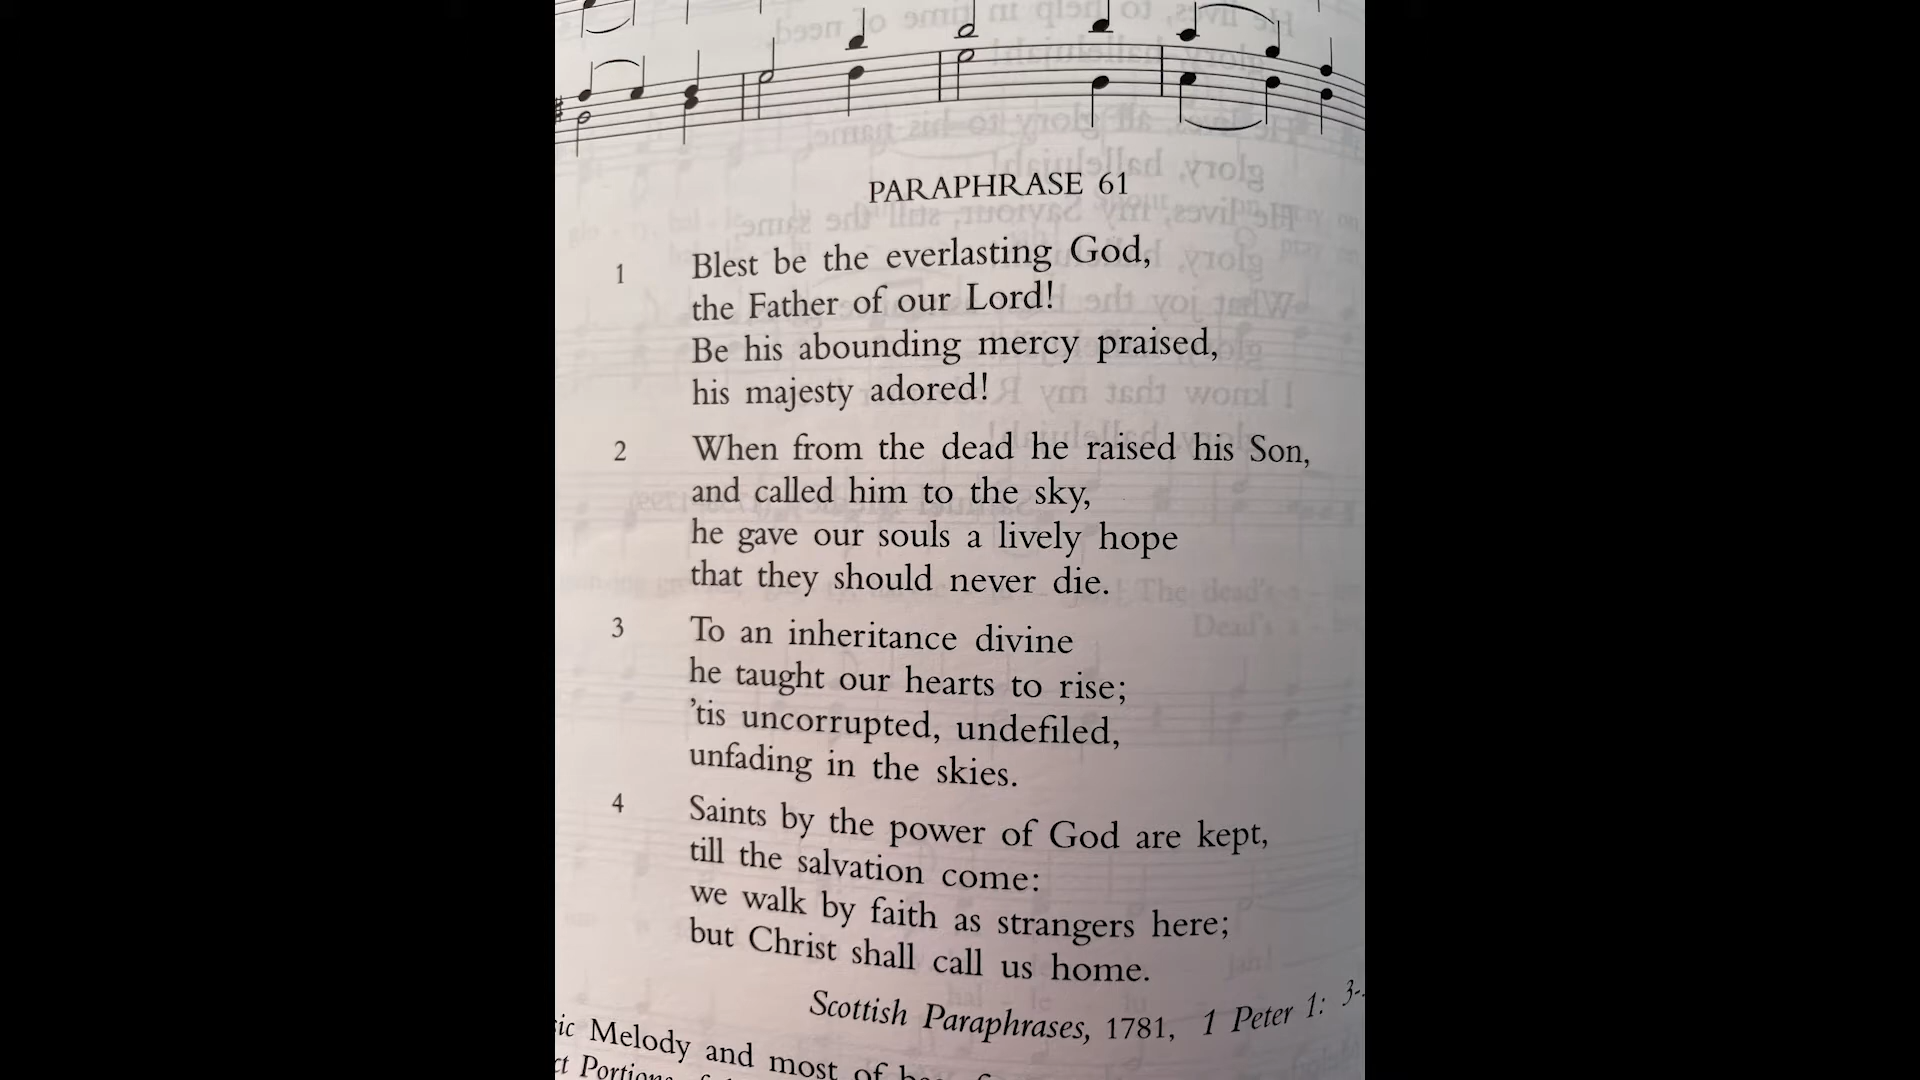 PARAPHRASE 61
1 Blest be the everlasting God,
the Father of our Lord!
Be his abounding mercy praised,
his majesty adored!
2 When from the dead he raised his Son,
and called him to the sky,
he gave our souls a lively hope
that they should never die.
3 To an inheritance divine
he taught our hearts to rise;
’tis uncorrupted, undefiled,
unfading in the skies.
4 Saints by the power of God are kept,
till the salvation come:
we walk by faith as strangers here;
but Christ shall call us home.
Scottish Paraphrases, 1781, 1 Peter 1: 3-
Melody and most of